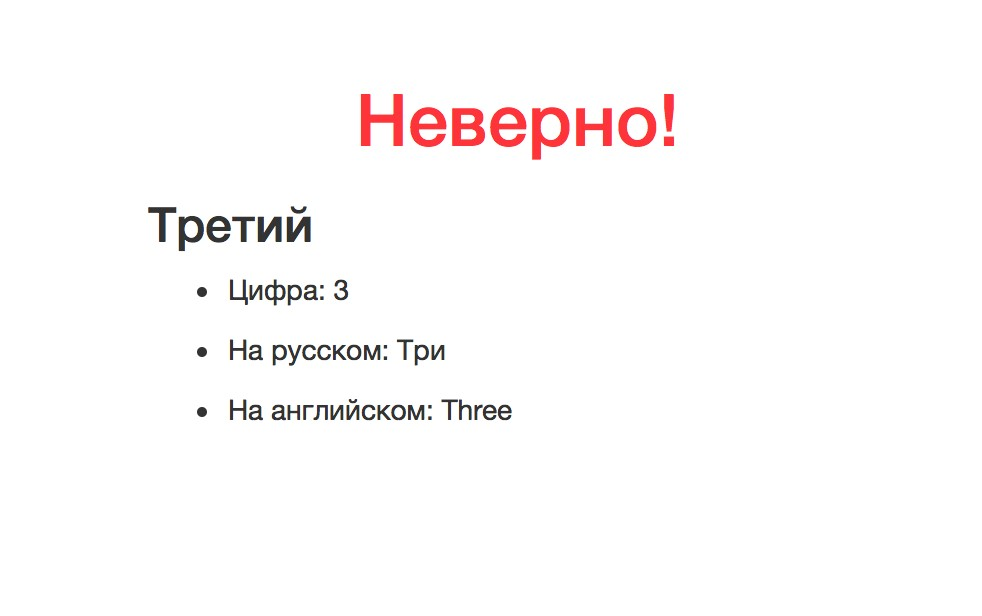 Неверно!
Третий
• Цифра: 3
• На русском: Три
• На английском: Three